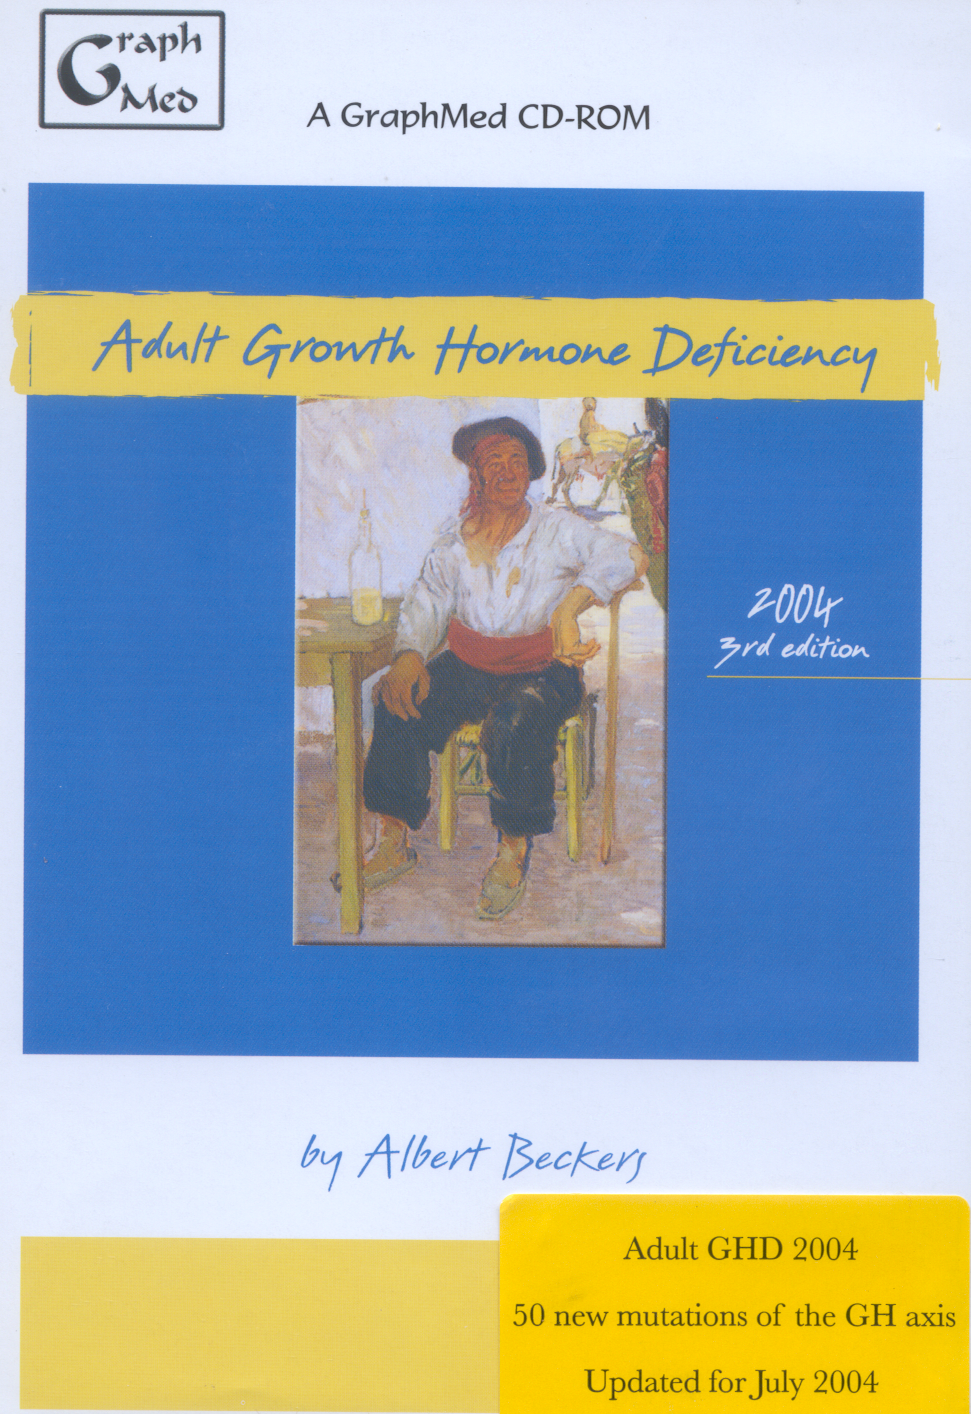 Graph
Med
A GraphMed CD-ROM
Adult Growth Hormone Deficiency
2004
3rd edition
by Albert Beckers
Adult GHD 2004
50 new mutations of the GH axis
Updated for July 2004